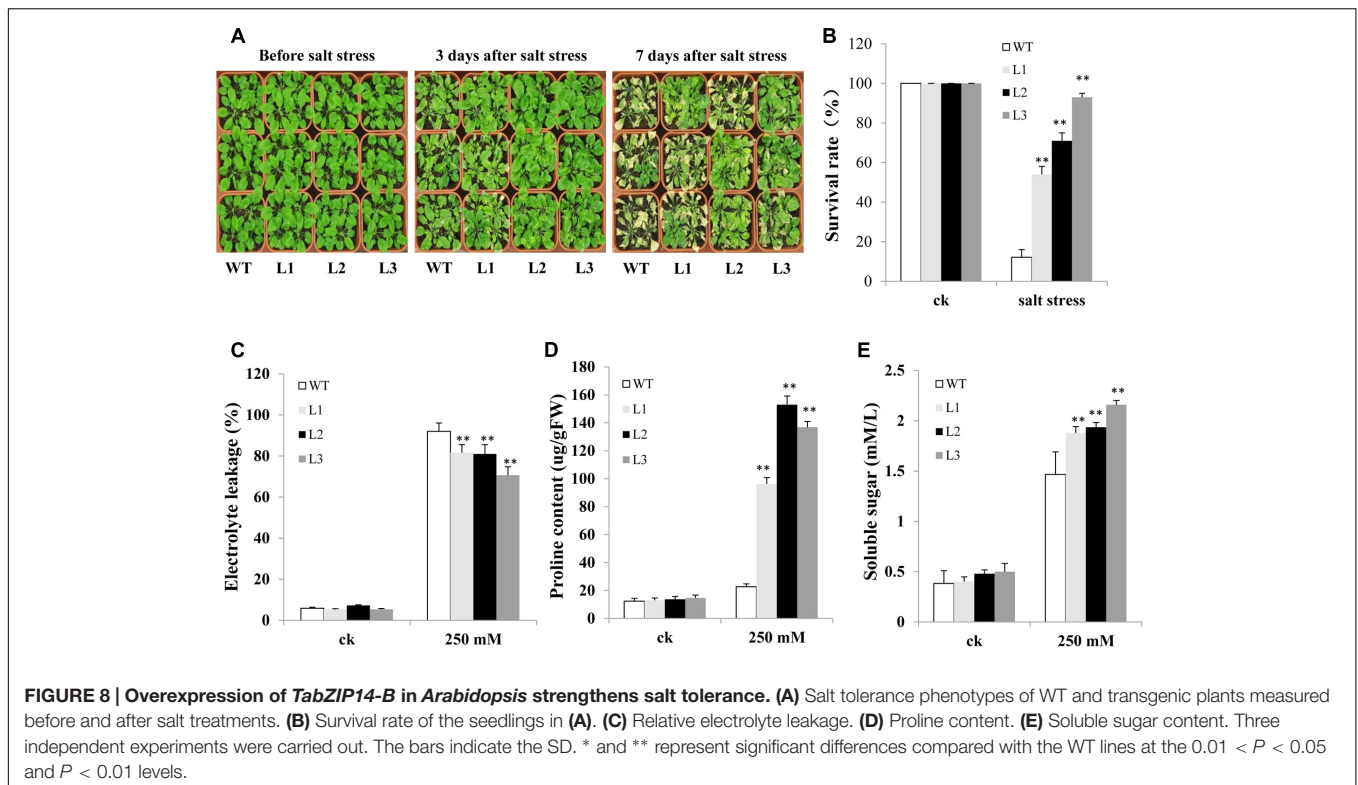 A
Before salt stress 3 days after salt stress 7 days after salt stress
WT L1 L2 L3 WT L1 L2 L3 WT L1 L2 L3
B
Survival rate (%)
120
100
80
60
40
20
0
WT
L1
L2
L3
**
**
**
ck salt stress
C
Electrolyte leakage (%)
120
100
80
60
40
20
0
WT
L1
L2
L3
** ** **
ck 250 mM
D
Proline content (ug/gFW)
180
160
140
120
100
80
60
40
20
0
WT
L1
L2
L3
** ** **
ck 250 mM
E
Soluble sugar (mM/L)
2.5
2
1.5
1
0.5
0
WT
L1
L2
L3
** ** **
ck 250 mM
FIGURE 8 | Overexpression of TabZIP14-B in Arabidopsis strengthens salt tolerance. (A) Salt tolerance phenotypes of WT and transgenic plants measured
before and after salt treatments. (B) Survival rate of the seedlings in (A). (C) Relative electrolyte leakage. (D) Proline content. (E) Soluble sugar content. Three
independent experiments were carried out. The bars indicate the SD. * and ** represent significant differences compared with the WT lines at the 0.01 < P < 0.05
and P < 0.01 levels.